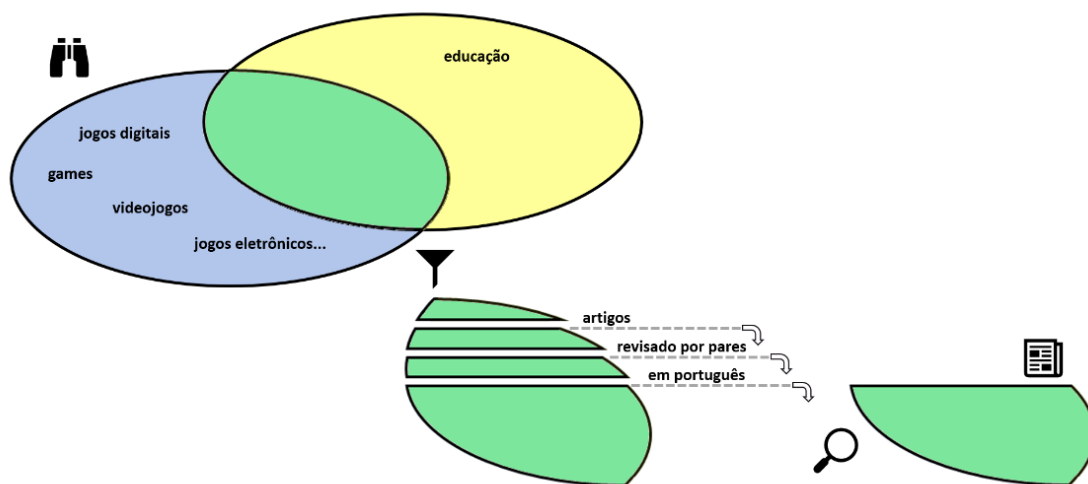 educação
jogos digitais
games
videojogos
jogos eletrônicos...
artigos
revisado por pares
em português